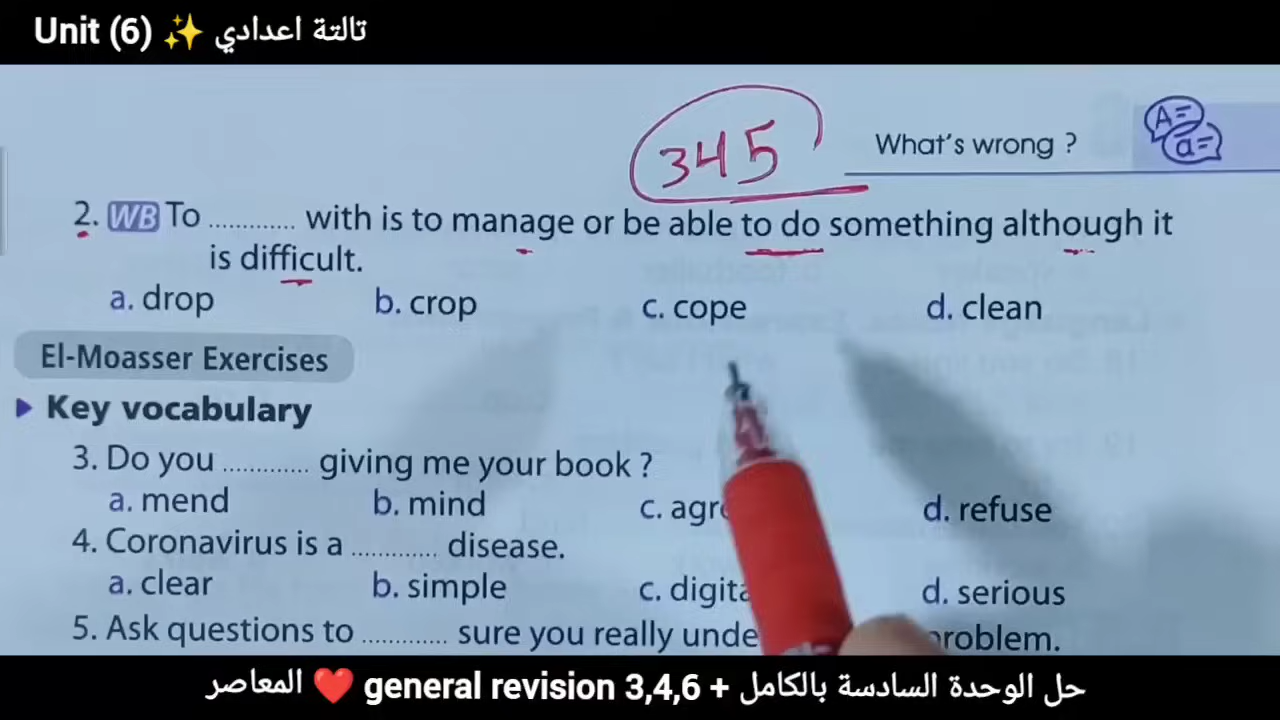 Unit (6) ✨ تالتة اعدادي
345
What's wrong ?
A=
a=
2. WB To ............ with is to manage or be able to do something although it
is difficult.
a. drop b. crop c. cope d. clean
El-Moasser Exercises
Key vocabulary
3. Do you ............ giving me your book ?
a. mend b. mind c. d. refuse
4. Coronavirus is a ............ disease.
a. clear b. simple c. d. serious
5. Ask questions to ............ sure you really problem.
حل الوحدة السادسة بالكامل + general revision 3,4,6 ❤️ المعاصر